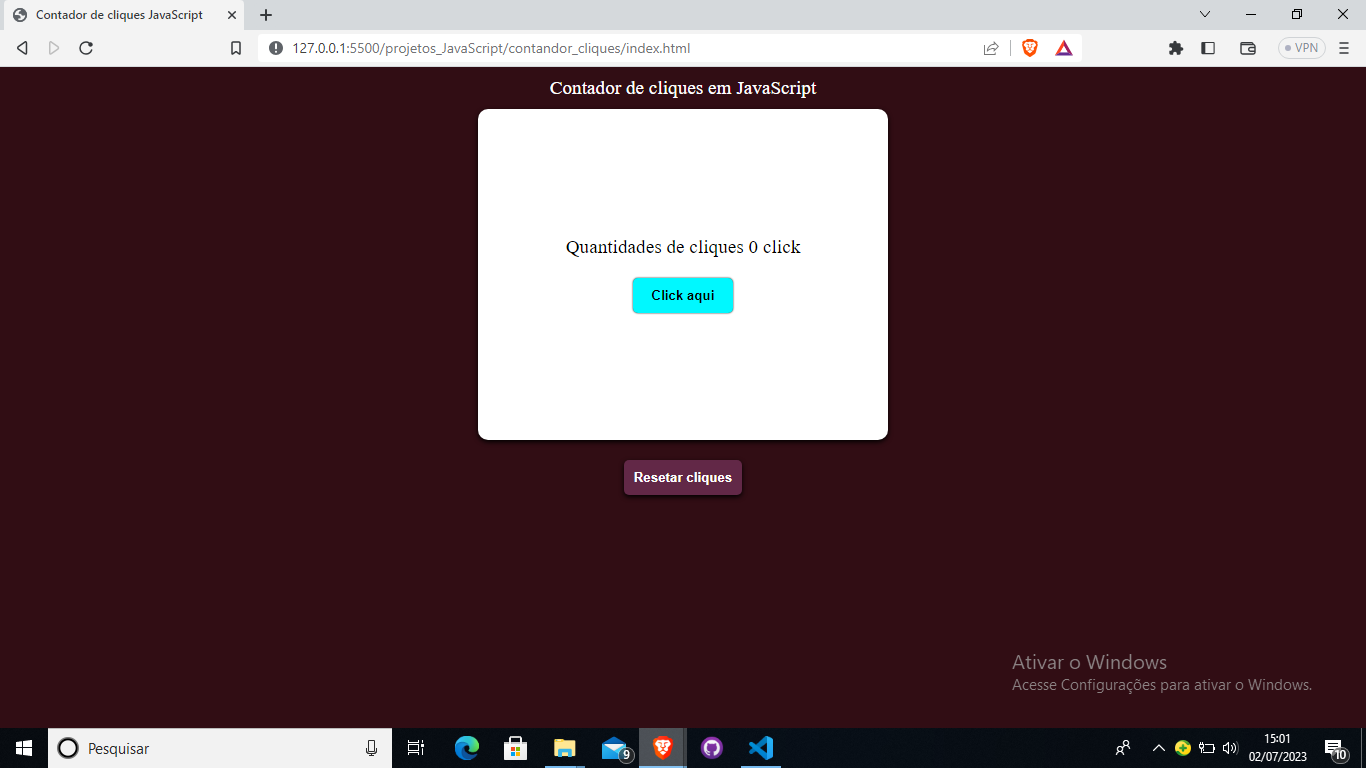 Contador de cliques JavaScript
127.0.0.1:5500/projetos_JavaScript/contandor_cliques/index.html
VPN
Contador de cliques em JavaScript
Quantidades de cliques 0 click
Click aqui
Resetar cliques
Ativar o Windows
Acesse Configurações para ativar o Windows.
Pesquisar
9
15:01
02/07/2023
10